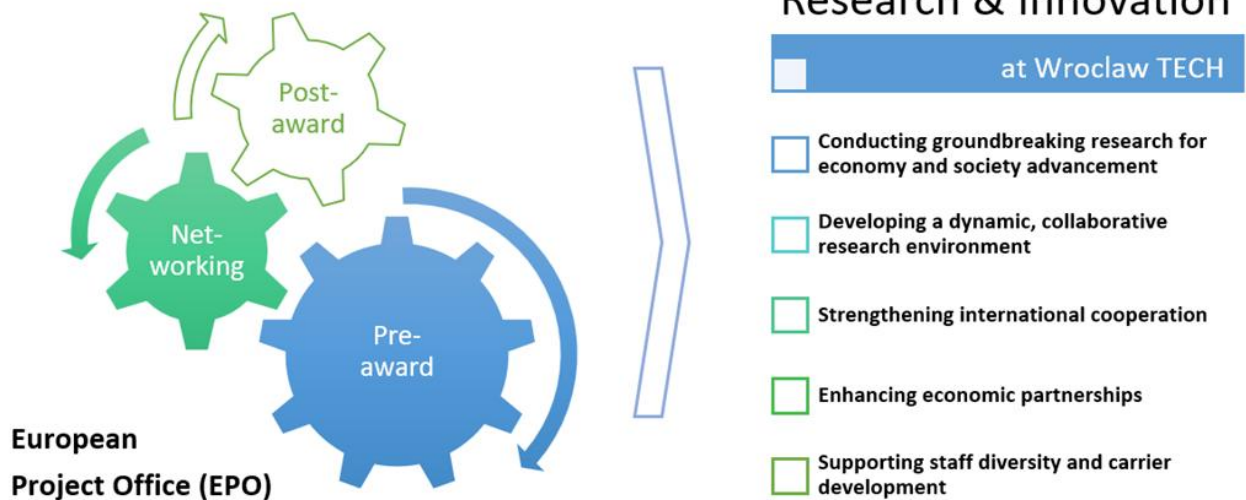 Post-
award
Net-
working
Pre-
award
European
Project Office (EPO)
Research & Innovation
at Wroclaw TECH
Conducting groundbreaking research for
economy and society advancement
Developing a dynamic, collaborative
research environment
Strengthening international cooperation
Enhancing economic partnerships
Supporting staff diversity and carrier
development